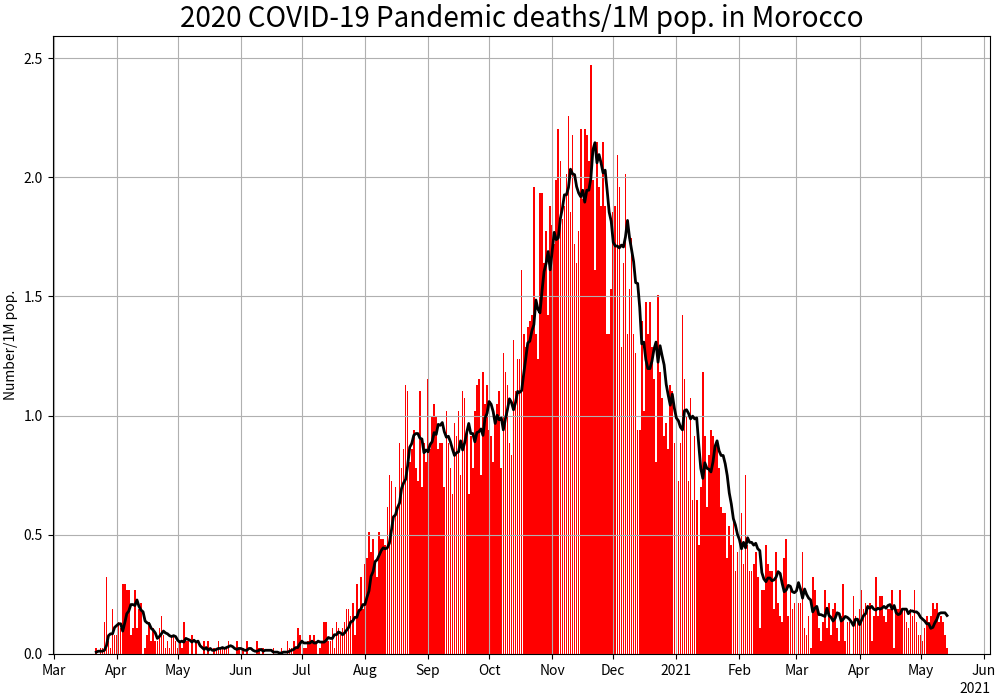 2020 COVID-19 Pandemic deaths/1M pop. in Morocco
Number/1M pop.
2.5
2.0
1.5
1.0
0.5
0.0
Mar Apr May Jun Jul Aug Sep Oct Nov Dec 2021 Feb Mar Apr May Jun
2021